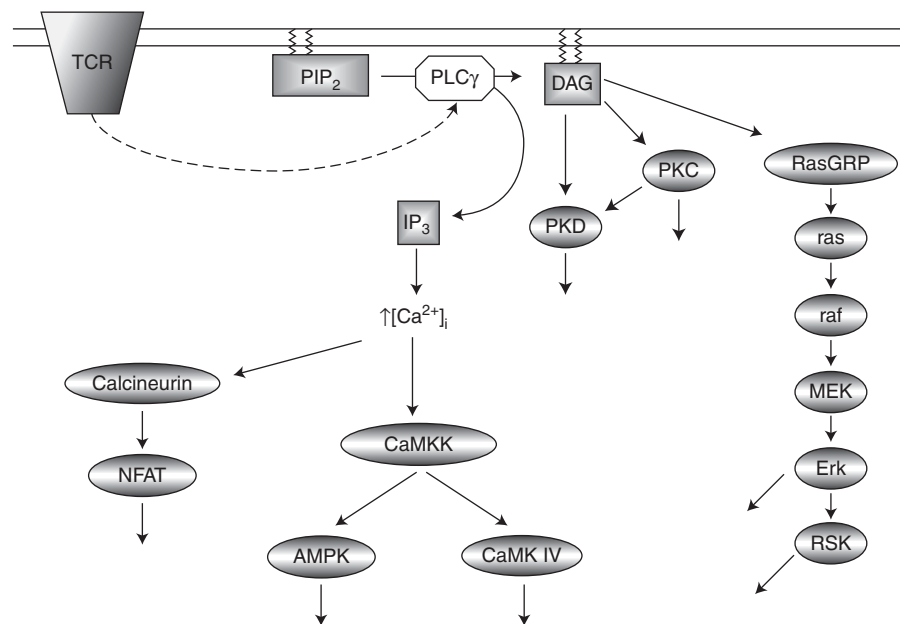 TCR
PIP₂
PLCγ
DAG
RasGRP
PKC
IP₃
PKD
ras
raf
↑[Ca²⁺]ᵢ
Calcineurin
MEK
CaMKK
NFAT
Erk
AMPK
CaMK IV
RSK